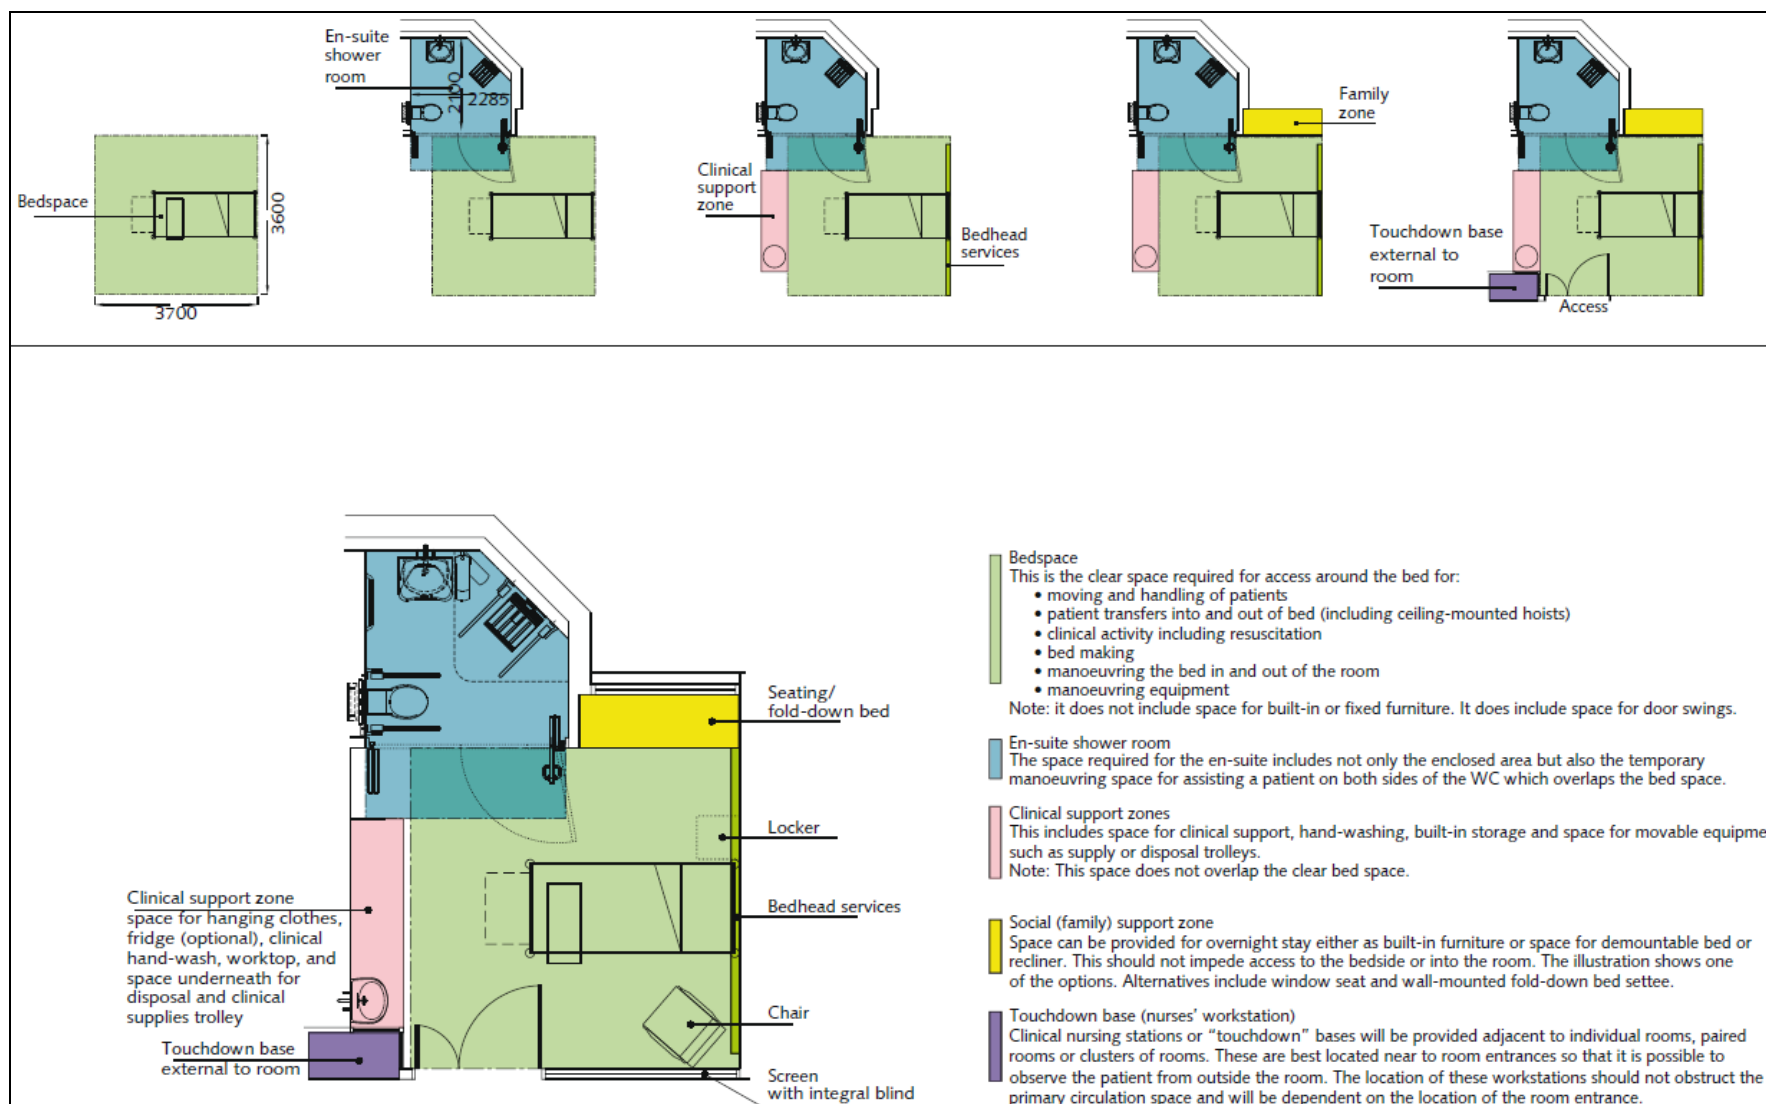 En-suite
shower
room
2100
2285
Bedspace
3600
3700
Clinical
support
zone
Bedhead
services
Family
zone
Touchdown base
external to
room
Access
Seating/
fold-down bed
Locker
Bedhead services
Chair
Screen
with integral blind
Clinical support zone
space for hanging clothes,
fridge (optional), clinical
hand-wash, worktop, and
space underneath for
disposal and clinical
supplies trolley
Touchdown base
external to room
Bedspace
This is the clear space required for access around the bed for:
• moving and handling of patients
• patient transfers into and out of bed (including ceiling-mounted hoists)
• clinical activity including resuscitation
• bed making
• manoeuvring the bed in and out of the room
• manoeuvring equipment
Note: it does not include space for built-in or fixed furniture. It does include space for door swings.
En-suite shower room
The space required for the en-suite includes not only the enclosed area but also the temporary
manoeuvring space for assisting a patient on both sides of the WC which overlaps the bed space.
Clinical support zones
This includes space for clinical support, hand-washing, built-in storage and space for movable equipme
such as supply or disposal trolleys.
Note: This space does not overlap the clear bed space.
Social (family) support zone
Space can be provided for overnight stay either as built-in furniture or space for demountable bed or
recliner. This should not impede access to the bedside or into the room. The illustration shows one
of the options. Alternatives include window seat and wall-mounted fold-down bed settee.
Touchdown base (nurses' workstation)
Clinical nursing stations or "touchdown" bases will be provided adjacent to individual rooms, paired
rooms or clusters of rooms. These are best located near to room entrances so that it is possible to
observe the patient from outside the room. The location of these workstations should not obstruct the
primary circulation space and will be dependent on the location of the room entrance.